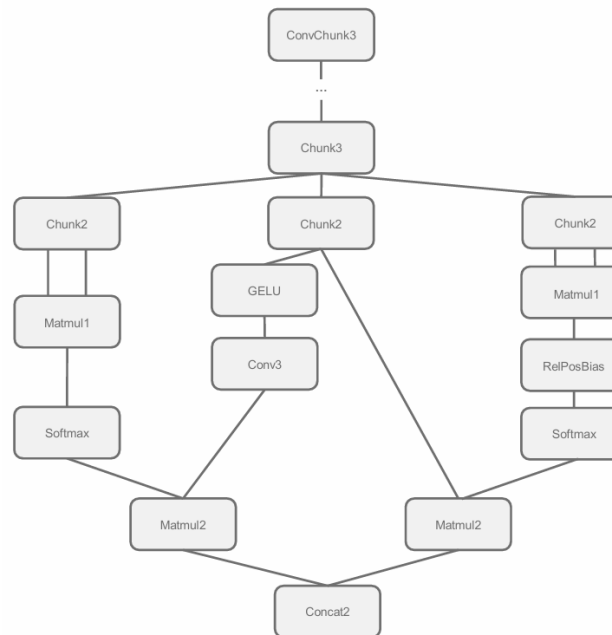 ConvChunk3
...
Chunk3
Chunk2
Chunk2
Chunk2
GELU
Matmul1
Matmul1
Conv3
RelPosBias
Softmax
Softmax
Matmul2
Matmul2
Concat2